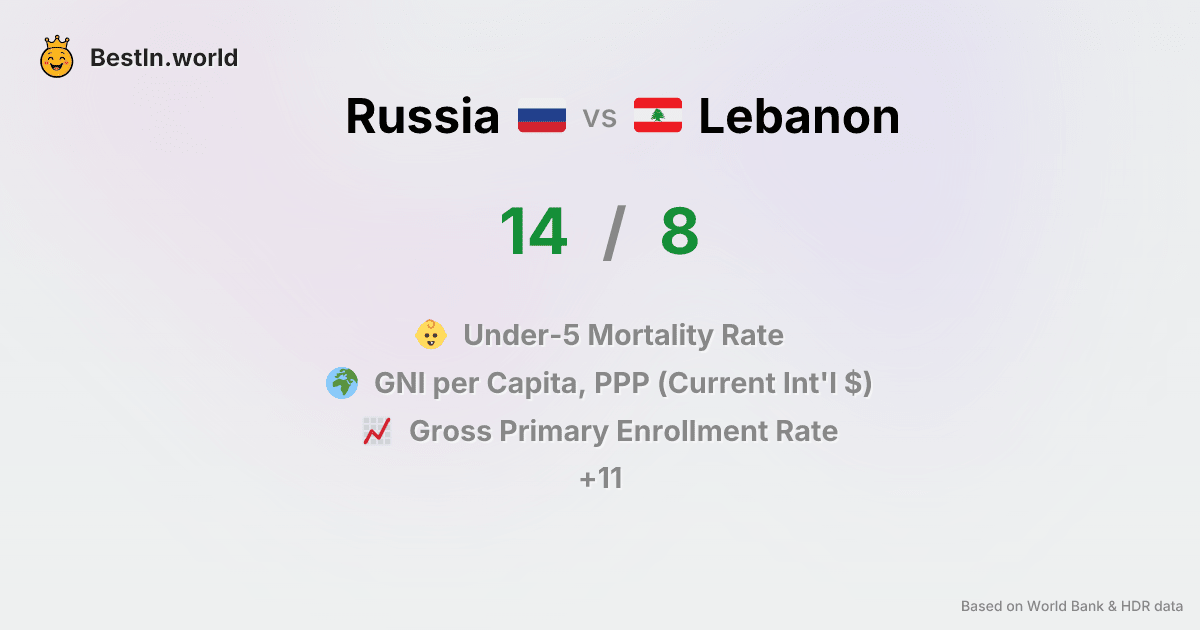 BestIn.world
Russia vs Lebanon
14 / 8
Under-5 Mortality Rate
GNI per Capita, PPP (Current Int'l $)
Gross Primary Enrollment Rate
+11
Based on World Bank & HDR data